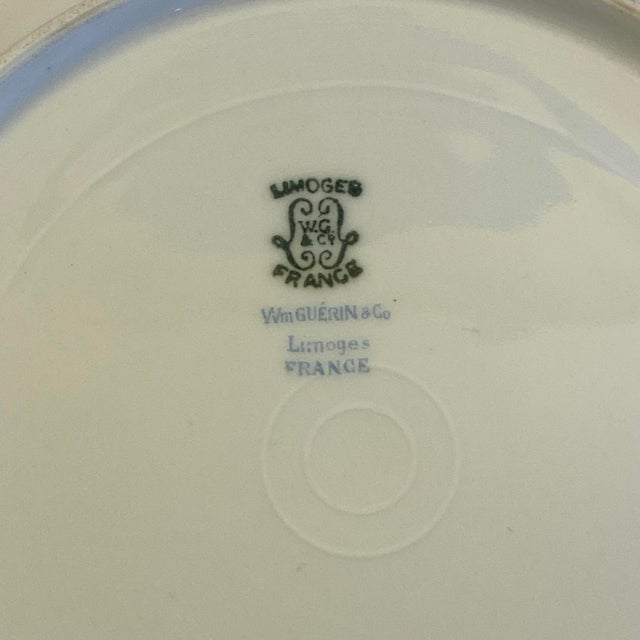 LIMOGES
W.G.
& Co.
FRANCE
Wm GUÉRIN & Co
Limoges
FRANCE